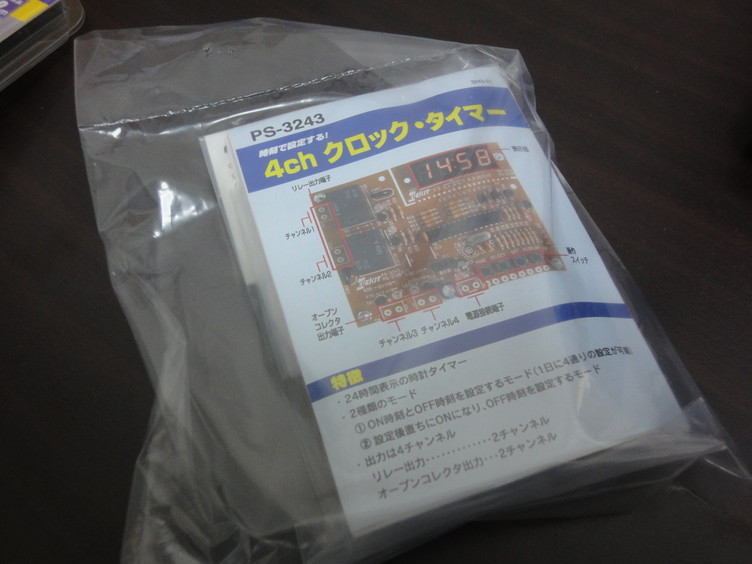 PS-3243
時刻で設定する!
4ch クロック・タイマー
14:58
表示部
リレー出力端子
チャンネル1
チャンネル2
オープン
コレクタ
出力端子
チャンネル3
チャンネル4
電源接続端子
スイッチ
特徴
・24時間表示の時計タイマー
・2種類のモード
①ON時刻とOFF時刻を設定するモード(1日に4通りの設定が可能)
②設定後直ちにONになり、OFF時刻を設定するモード
・出力は4チャンネル
リレー出力・・・・・・・・・・・・・2チャンネル
オープンコレクタ出力・・・2チャンネル